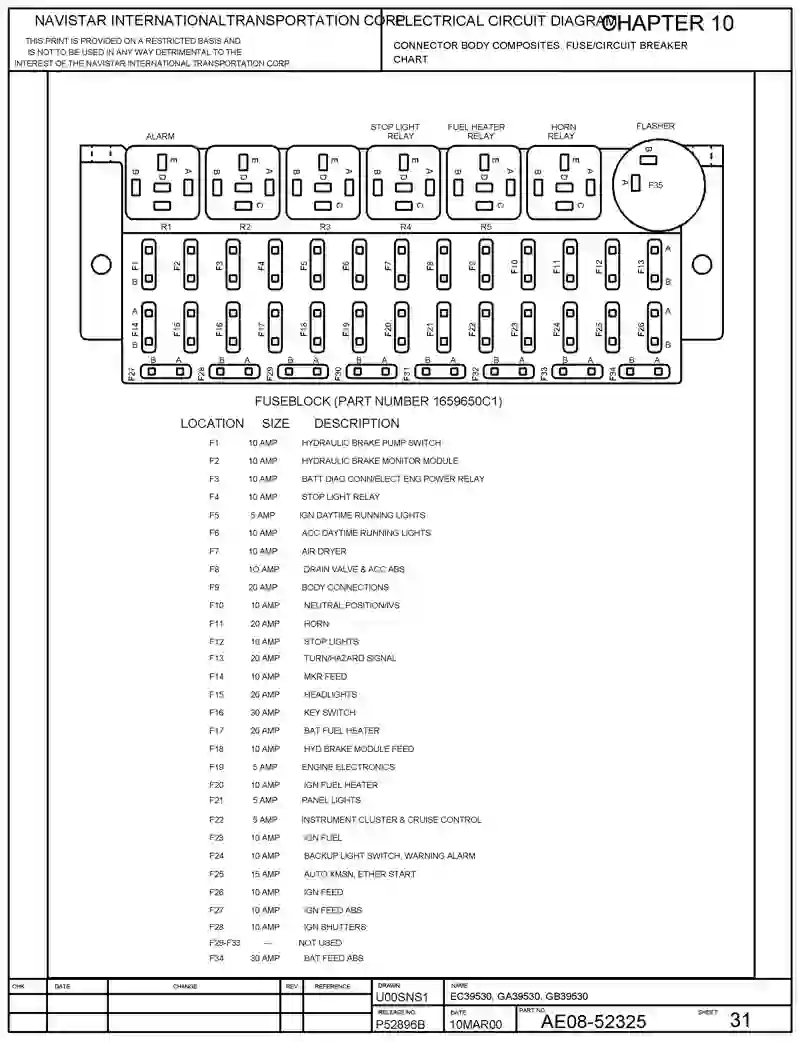 NAVISTAR INTERNATIONALTRANSPORTATION CORP.
THIS PRINT IS PROVIDED ON A RESTRICTED BASIS AND
IS NOT TO BE USED IN ANY WAY DETRIMENTAL TO THE
INTEREST OF THE NAVISTAR INTERNATIONAL TRANSPORTATION CORP
ELECTRICAL CIRCUIT DIAGRAM
CHAPTER 10
CONNECTOR BODY COMPOSITES, FUSE/CIRCUIT BREAKER
CHART
ALARM
STOP LIGHT
RELAY
FUEL HEATER
RELAY
HORN
RELAY
FLASHER
B E A D C
E A D C
B E A D C
B E A D C
B E A D C
B E A D C
B A F35
R1 R2 R3 R4 R5
F1 F2 F3 F4 F5 F6 F7 F8 F9 F10 F11 F12 F13
A
B
A
B
F14 F15 F16 F17 F18 F19 F20 F21 F22 F23 F24 F25 F26
A
B
A
B
F27 B A F28 B A F29 B A F30 B A F31 B A F32 B A F33 B A F34 B A
FUSEBLOCK (PART NUMBER 1659650C1)
LOCATION SIZE DESCRIPTION
F1 10 AMP HYDRAULIC BRAKE PUMP SWITCH
F2 10 AMP HYDRAULIC BRAKE MONITOR MODULE
F3 10 AMP BATT DIAG CONN/ELECT ENG POWER RELAY
F4 10 AMP STOP LIGHT RELAY
F5 5 AMP IGN DAYTIME RUNNING LIGHTS
F6 10 AMP ACC DAYTIME RUNNING LIGHTS
F7 10 AMP AIR DRYER
F8 10 AMP DRAIN VALVE & ACC ABS
F9 20 AMP BODY CONNECTIONS
F10 10 AMP NEUTRAL POSITION/IVS
F11 20 AMP HORN
F12 10 AMP STOP LIGHTS
F13 20 AMP TURN/HAZARD SIGNAL
F14 10 AMP MKR FEED
F15 20 AMP HEADLIGHTS
F16 30 AMP KEY SWITCH
F17 20 AMP BAT FUEL HEATER
F18 10 AMP HYD BRAKE MODULE FEED
F19 5 AMP ENGINE ELECTRONICS
F20 10 AMP IGN FUEL HEATER
F21 5 AMP PANEL LIGHTS
F22 5 AMP INSTRUMENT CLUSTER & CRUISE CONTROL
F23 10 AMP IGN FUEL
F24 10 AMP BACKUP LIGHT SWITCH, WARNING ALARM
F25 15 AMP AUTO XMSN, ETHER START
F26 10 AMP IGN FEED
F27 10 AMP IGN FEED ABS
F28 10 AMP IGN SHUTTERS
F29-F33 — NOT USED
F34 30 AMP BAT FEED ABS
CHK DATE CHANGE REV REFERENCE
DRAWN
U00SNS1
NAME
EC39530, GA39530, GB39530
RELEASE NO.
P52896B
DATE
10MAR00
PART NO.
AE08-52325
SHEET 31